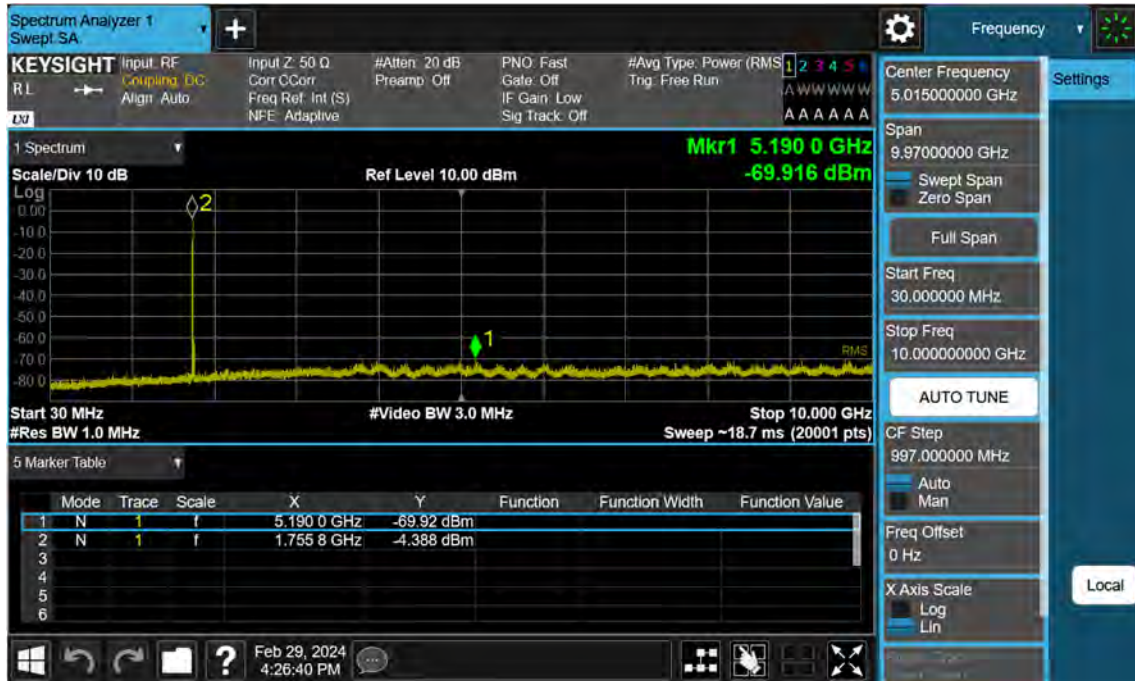 Spectrum Analyzer 1
Swept SA
+
Frequency
KEYSIGHT
RL
LXI
Input: RF
Coupling: DC
Align: Auto
Input Z: 50 Ω
Corr CCorr
Freq Ref: Int (S)
NFE: Adaptive
#Atten: 20 dB
Preamp: Off
PNO: Fast
Gate: Off
IF Gain: Low
Sig Track: Off
#Avg Type: Power (RMS
Trig: Free Run
1 2 3 4 5 6
A W W W W W
A A A A A A
1 Spectrum
Scale/Div 10 dB
Ref Level 10.00 dBm
Mkr1 5.190 0 GHz
-69.916 dBm
Log
0.00
-10.0
-20.0
-30.0
-40.0
-50.0
-60.0
-70.0
-80.0
2
1
RMS
Start 30 MHz
#Video BW 3.0 MHz
Stop 10.000 GHz
#Res BW 1.0 MHz
Sweep ~18.7 ms (20001 pts)
5 Marker Table
Mode Trace Scale X Y Function Function Width Function Value
1 N 1 f 5.190 0 GHz -69.92 dBm
2 N 1 f 1.755 8 GHz -4.388 dBm
3
4
5
6
?
Feb 29, 2024
4:26:40 PM
Center Frequency
5.015000000 GHz
Span
9.97000000 GHz
Swept Span
Zero Span
Full Span
Start Freq
30.000000 MHz
Stop Freq
10.000000000 GHz
AUTO TUNE
CF Step
997.000000 MHz
Auto
Man
Freq Offset
0 Hz
X Axis Scale
Log
Lin
Settings
Local